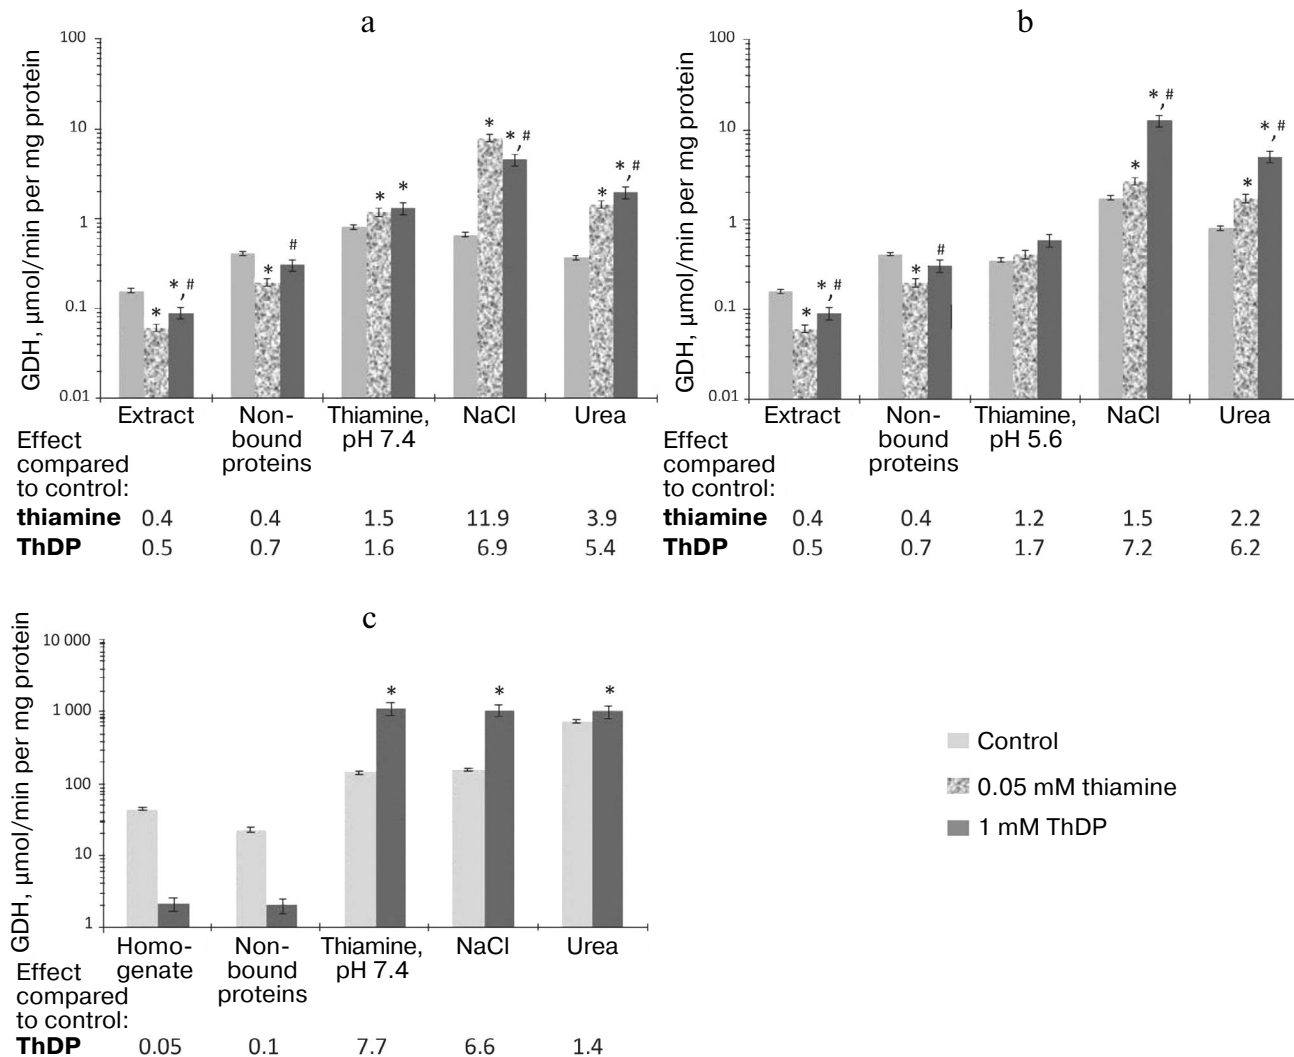 a
GDH, µmol/min per mg protein
100
10
1
0.1
0.01
*
*,#
*
#
*
*
*
*,#
*
*,#
Extract
Non-
bound
proteins
Thiamine,
pH 7.4
NaCl
Urea
Effect
compared
to control:
thiamine 0.4 0.4 1.5 11.9 3.9
ThDP 0.5 0.7 1.6 6.9 5.4
b
GDH, µmol/min per mg protein
100
10
1
0.1
0.01
*
*,#
*
#
*
*,#
*
*,#
Extract
Non-
bound
proteins
Thiamine,
pH 5.6
NaCl
Urea
Effect
compared
to control:
thiamine 0.4 0.4 1.2 1.5 2.2
ThDP 0.5 0.7 1.7 7.2 6.2
c
GDH, µmol/min per mg protein
10 000
1 000
100
10
1
*
*
*
Homo-
genate
Non-
bound
proteins
Thiamine,
pH 7.4
NaCl
Urea
Effect
compared
to control:
ThDP 0.05 0.1 7.7 6.6 1.4
Control
0.05 mM thiamine
1 mM ThDP